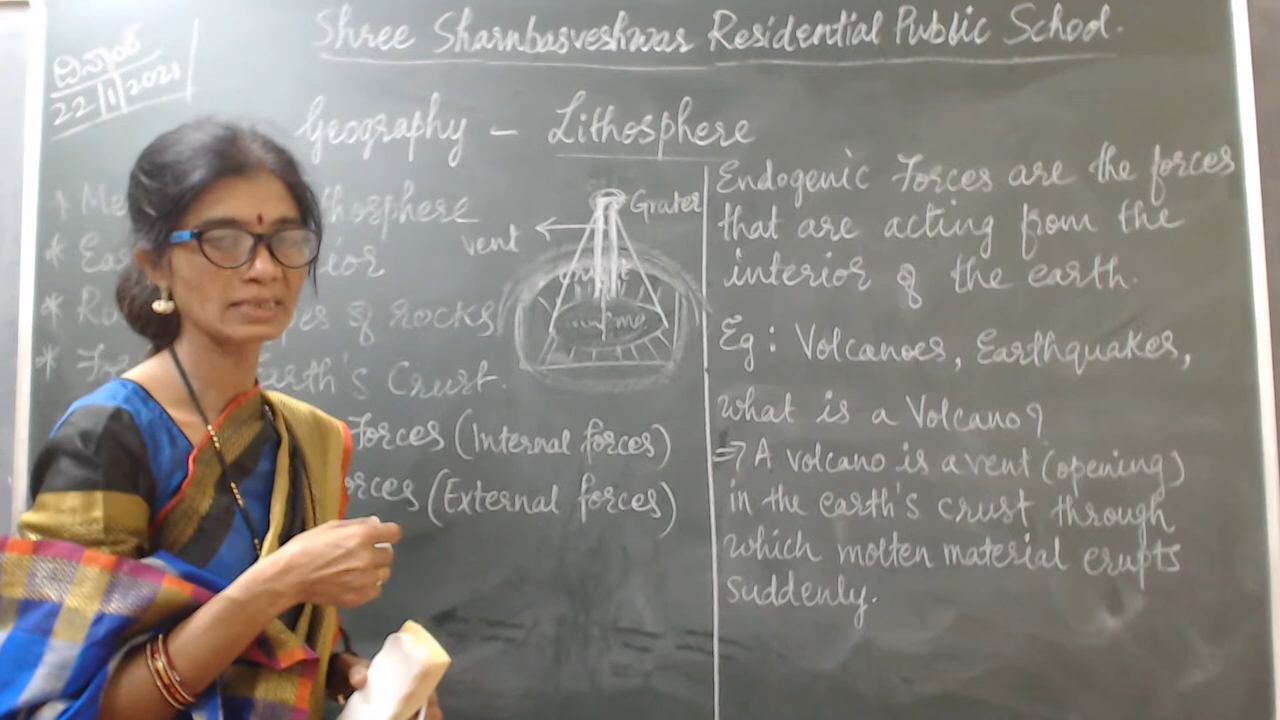 Shree Sharnbasveshwar Residential Public School.
ದಿನಾಂಕ
22/1/2021
Geography – Lithosphere
* Earth's Crust.
* rocks
Forces (Internal forces)
(External forces)
Grater
vent
Endogenic Forces are the forces
that are acting from the
interior of the earth.
Eg: Volcanoes, Earthquakes,
what is a Volcano?
⇒ A volcano is a vent (opening)
in the earth's crust through
which molten material erupts
suddenly.